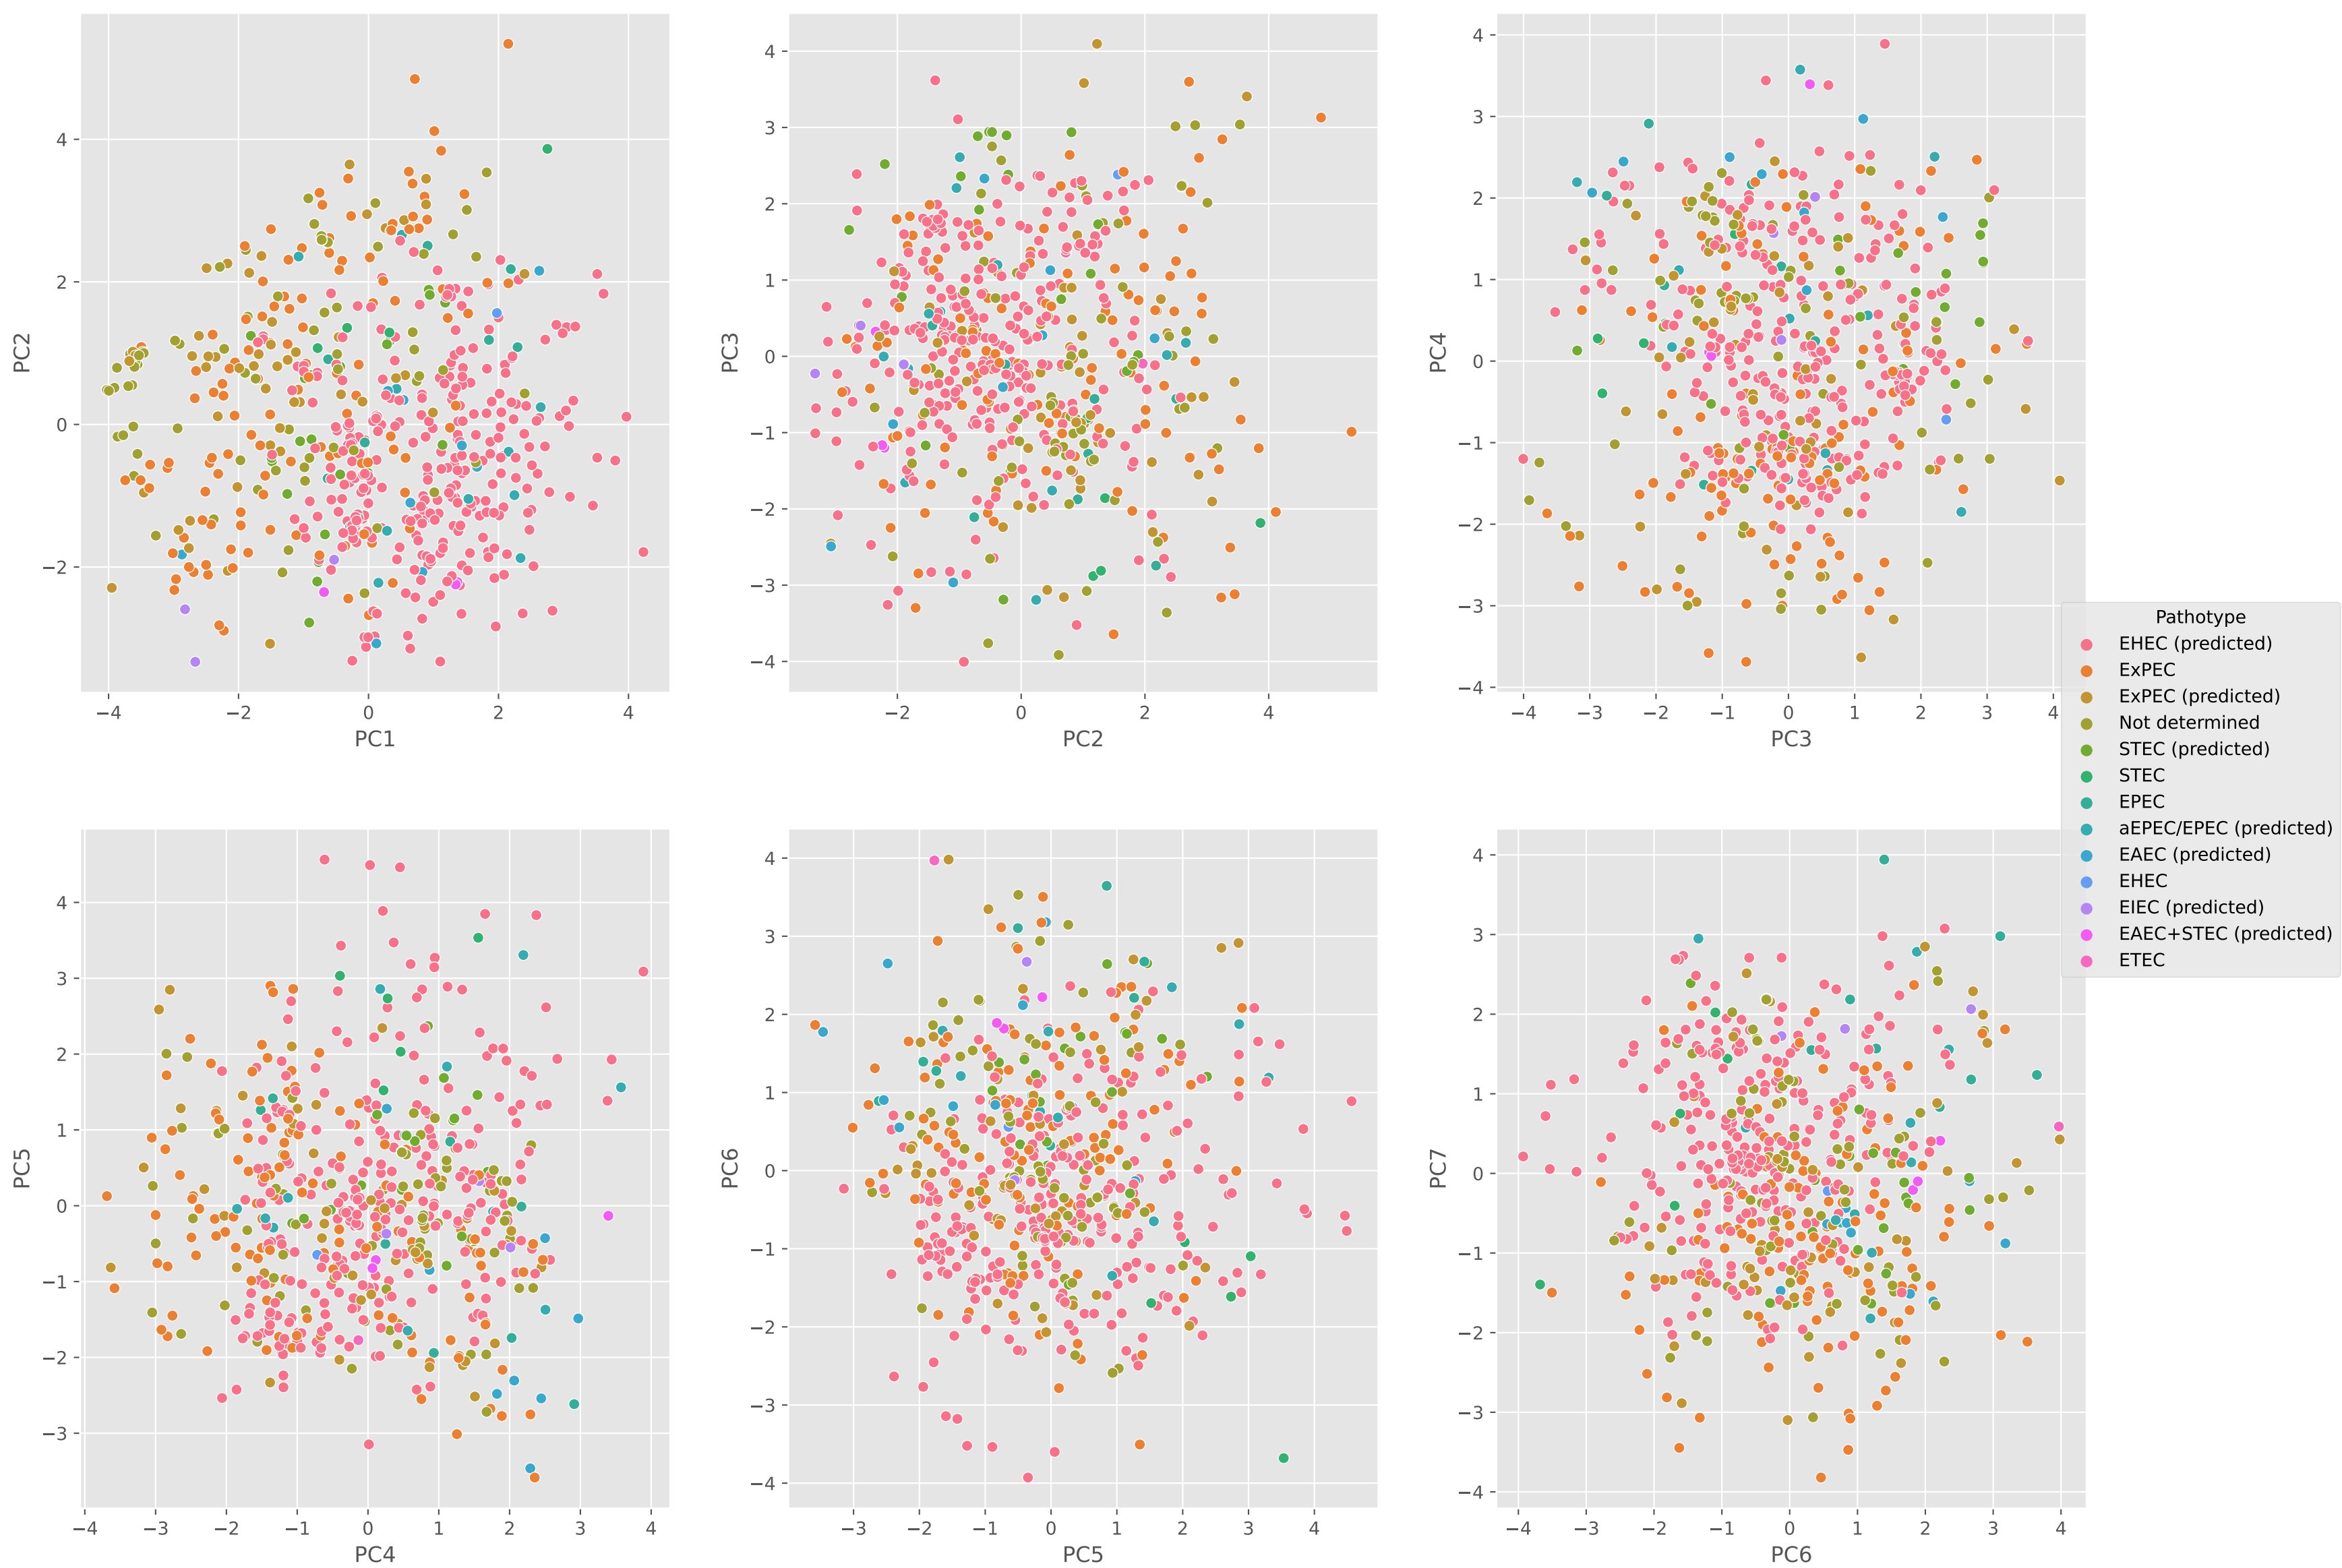 4
2
0
−2
PC2
−4 −2 0 2 4
PC1
4
3
2
1
0
−1
−2
−3
−4
PC3
−2 0 2 4
PC2
4
3
2
1
0
−1
−2
−3
−4
PC4
−4 −3 −2 −1 0 1 2 3 4
PC3
Pathotype
EHEC (predicted)
ExPEC
ExPEC (predicted)
Not determined
STEC (predicted)
STEC
EPEC
aEPEC/EPEC (predicted)
EAEC (predicted)
EHEC
EIEC (predicted)
EAEC+STEC (predicted)
ETEC
4
3
2
1
0
−1
−2
−3
PC5
−4 −3 −2 −1 0 1 2 3 4
PC4
4
3
2
1
0
−1
−2
−3
−4
PC6
−3 −2 −1 0 1 2 3 4
PC5
4
3
2
1
0
−1
−2
−3
−4
PC7
−4 −3 −2 −1 0 1 2 3 4
PC6